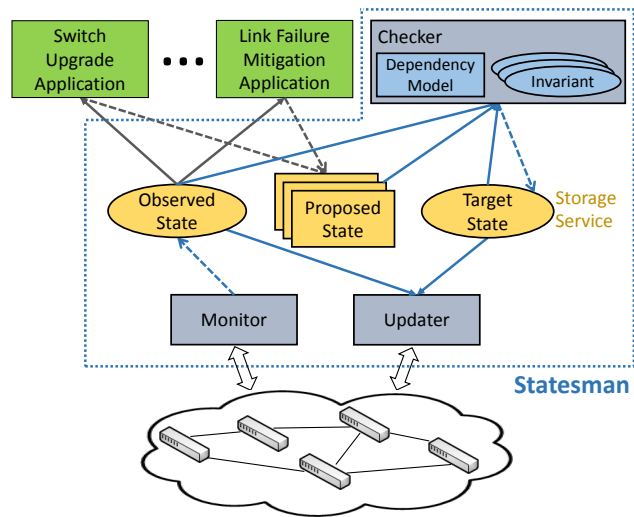 Switch
Upgrade
Application
Link Failure
Mitigation
Application
Checker
Dependency
Model
Invariant
Observed
State
Proposed
State
Target
State
Storage
Service
Monitor
Updater
Statesman